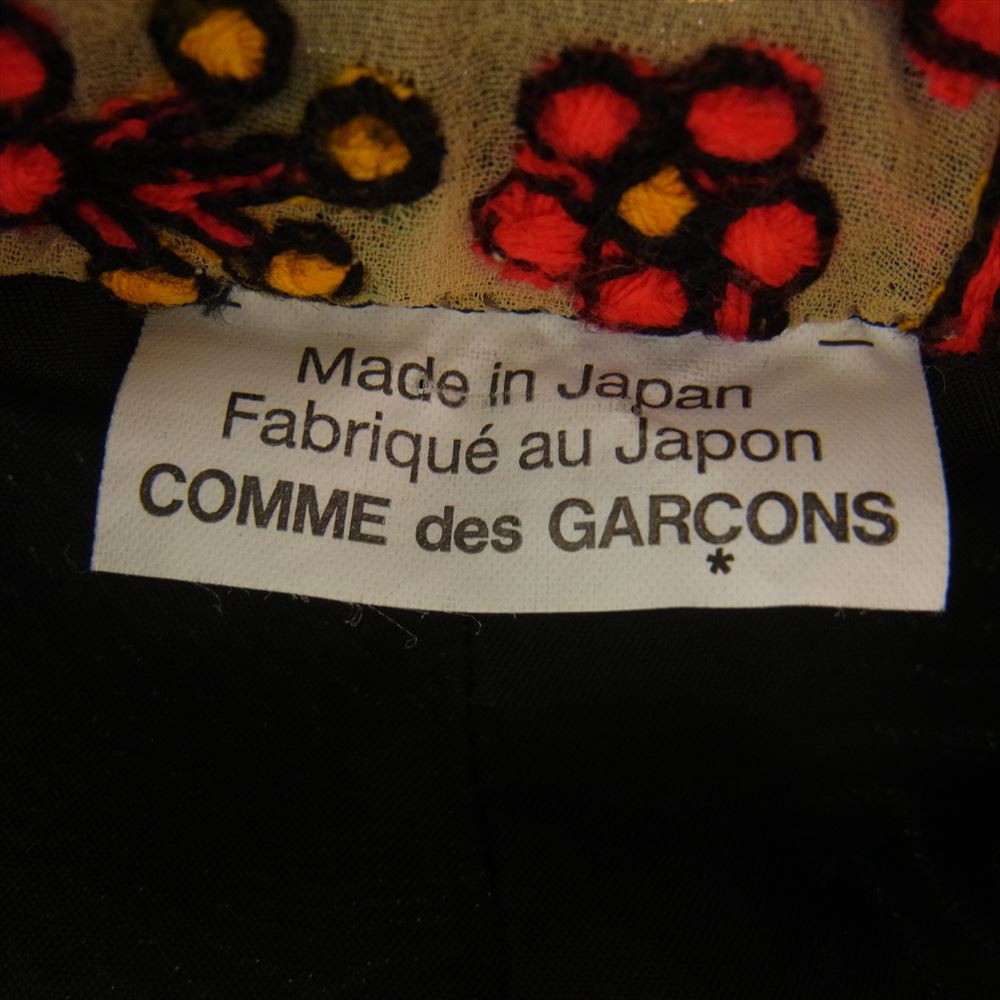 Made in Japan
Fabriqué au Japon
COMME des GARÇONS
*